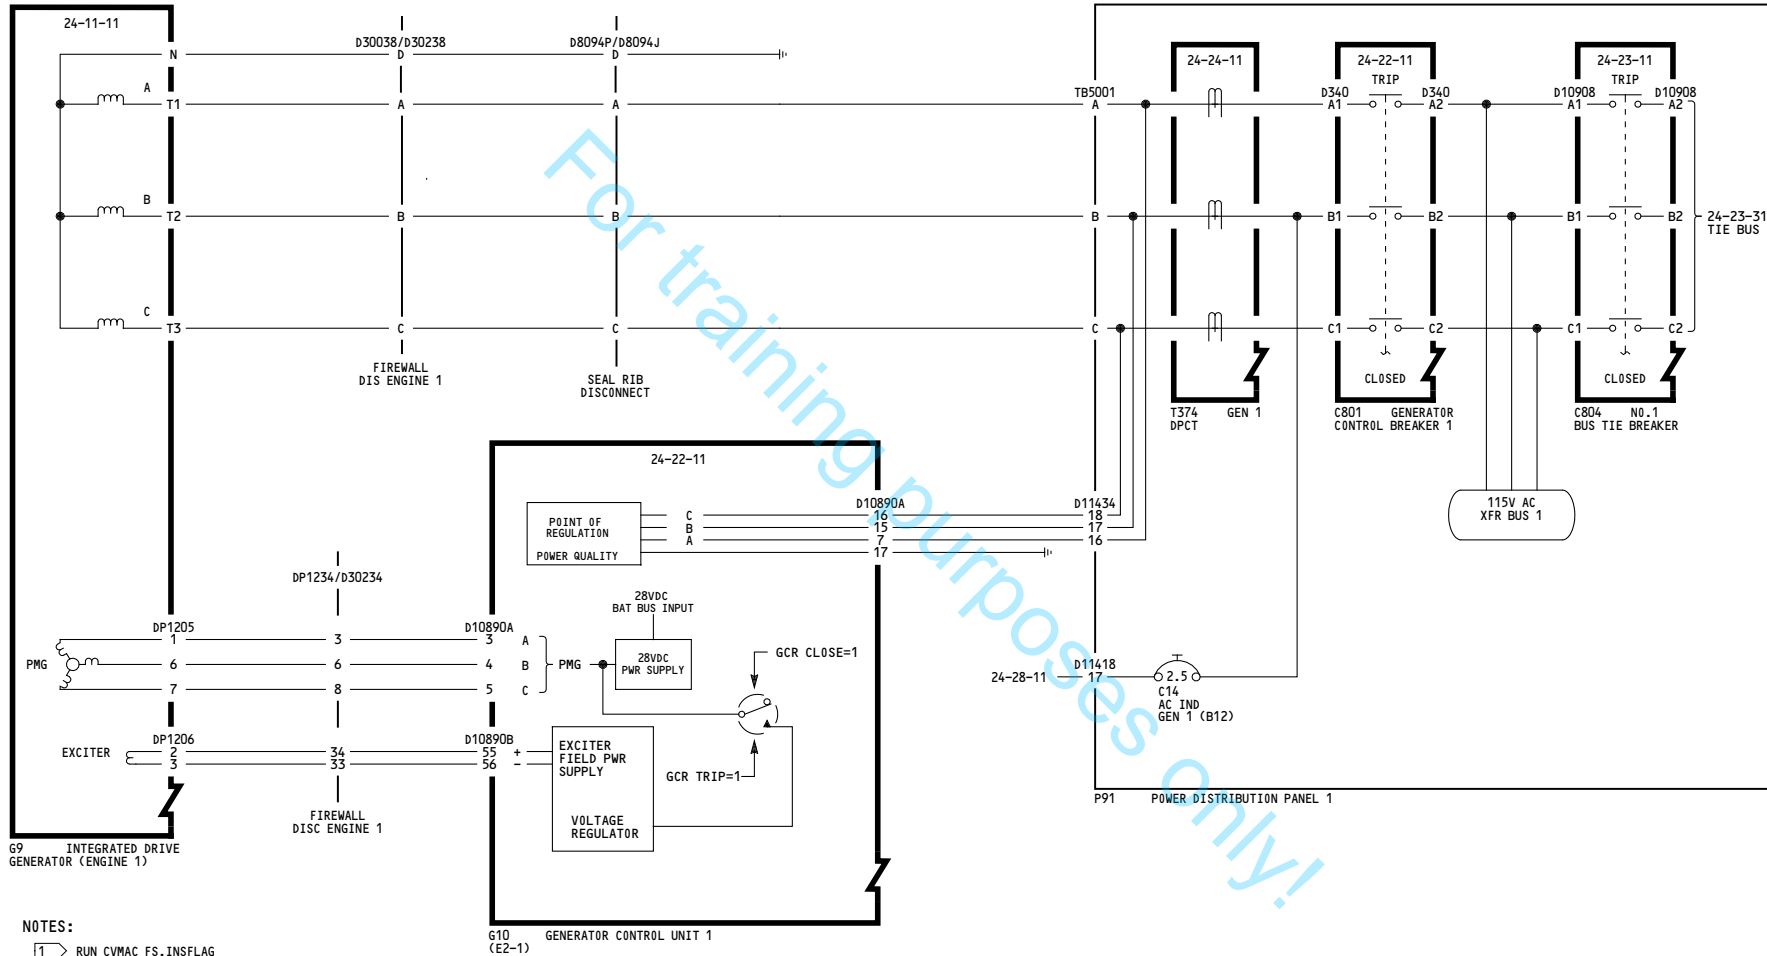 24-11-11
N
D30038/D30238
D
D8094P/D8094J
D
24-24-11
24-22-11
TRIP
24-23-11
TRIP
A
T1
A
A
TB5001
A
D340
A1
D340
A2
D10908
A1
D10908
A2
B
T2
B
B
B
B1
B2
B1
B2
24-23-31
TIE BUS
C
T3
C
C
C
C1
C2
C1
C2
FIREWALL
DIS ENGINE 1
SEAL RIB
DISCONNECT
CLOSED
CLOSED
T374 GEN 1
DPCT
C801 GENERATOR
CONTROL BREAKER 1
C804 NO.1
BUS TIE BREAKER
24-22-11
POINT OF
REGULATION
POWER QUALITY
C
B
A
D10890A
16
15
7
17
D11434
18
17
16
115V AC
XFR BUS 1
DP1234/D30234
28VDC
BAT BUS INPUT
28VDC
PWR SUPPLY
PMG
DP1205
1
6
7
3
6
8
D10890A
3
4
5
A
B
C
PMG
GCR CLOSE=1
24-28-11
D11418
17
2.5
C14
AC IND
GEN 1 (B12)
EXCITER
DP1206
2
3
34
33
D10890B
55
56
+
-
EXCITER
FIELD PWR
SUPPLY
GCR TRIP=1
VOLTAGE
REGULATOR
FIREWALL
DISC ENGINE 1
P91 POWER DISTRIBUTION PANEL 1
G9 INTEGRATED DRIVE
GENERATOR (ENGINE 1)
G10 GENERATOR CONTROL UNIT 1
(E2-1)
NOTES:
1 RUN CVMAC FS.INSFLAG
For training purposes only!